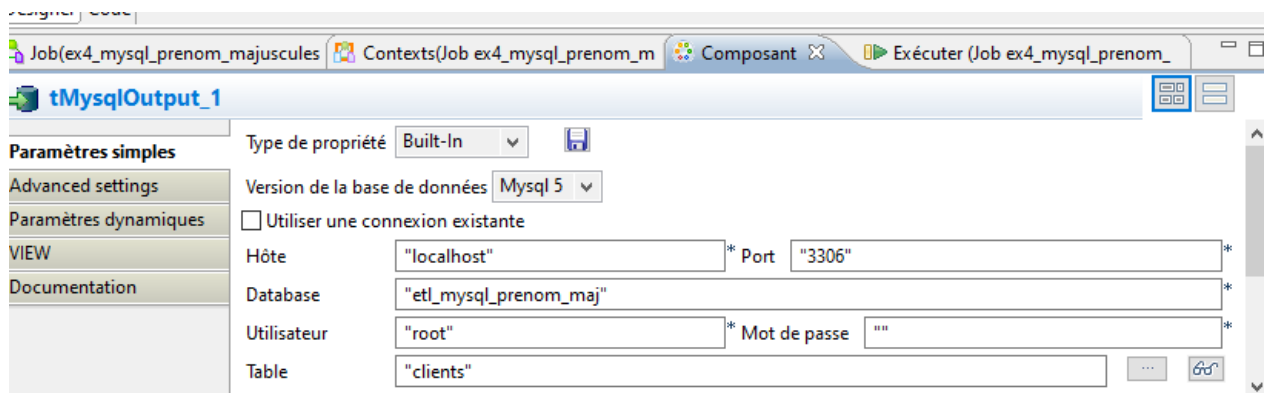 Designer Code
Job(ex4_mysql_prenom_majuscules Contexts(Job ex4_mysql_prenom_m Composant Exécuter (Job ex4_mysql_prenom_
tMysqlOutput_1
Paramètres simples
Advanced settings
Paramètres dynamiques
VIEW
Documentation
Type de propriété Built-In
Version de la base de données Mysql 5
Utiliser une connexion existante
Hôte "localhost" * Port "3306" *
Database "etl_mysql_prenom_maj" *
Utilisateur "root" * Mot de passe "" *
Table "clients" ...